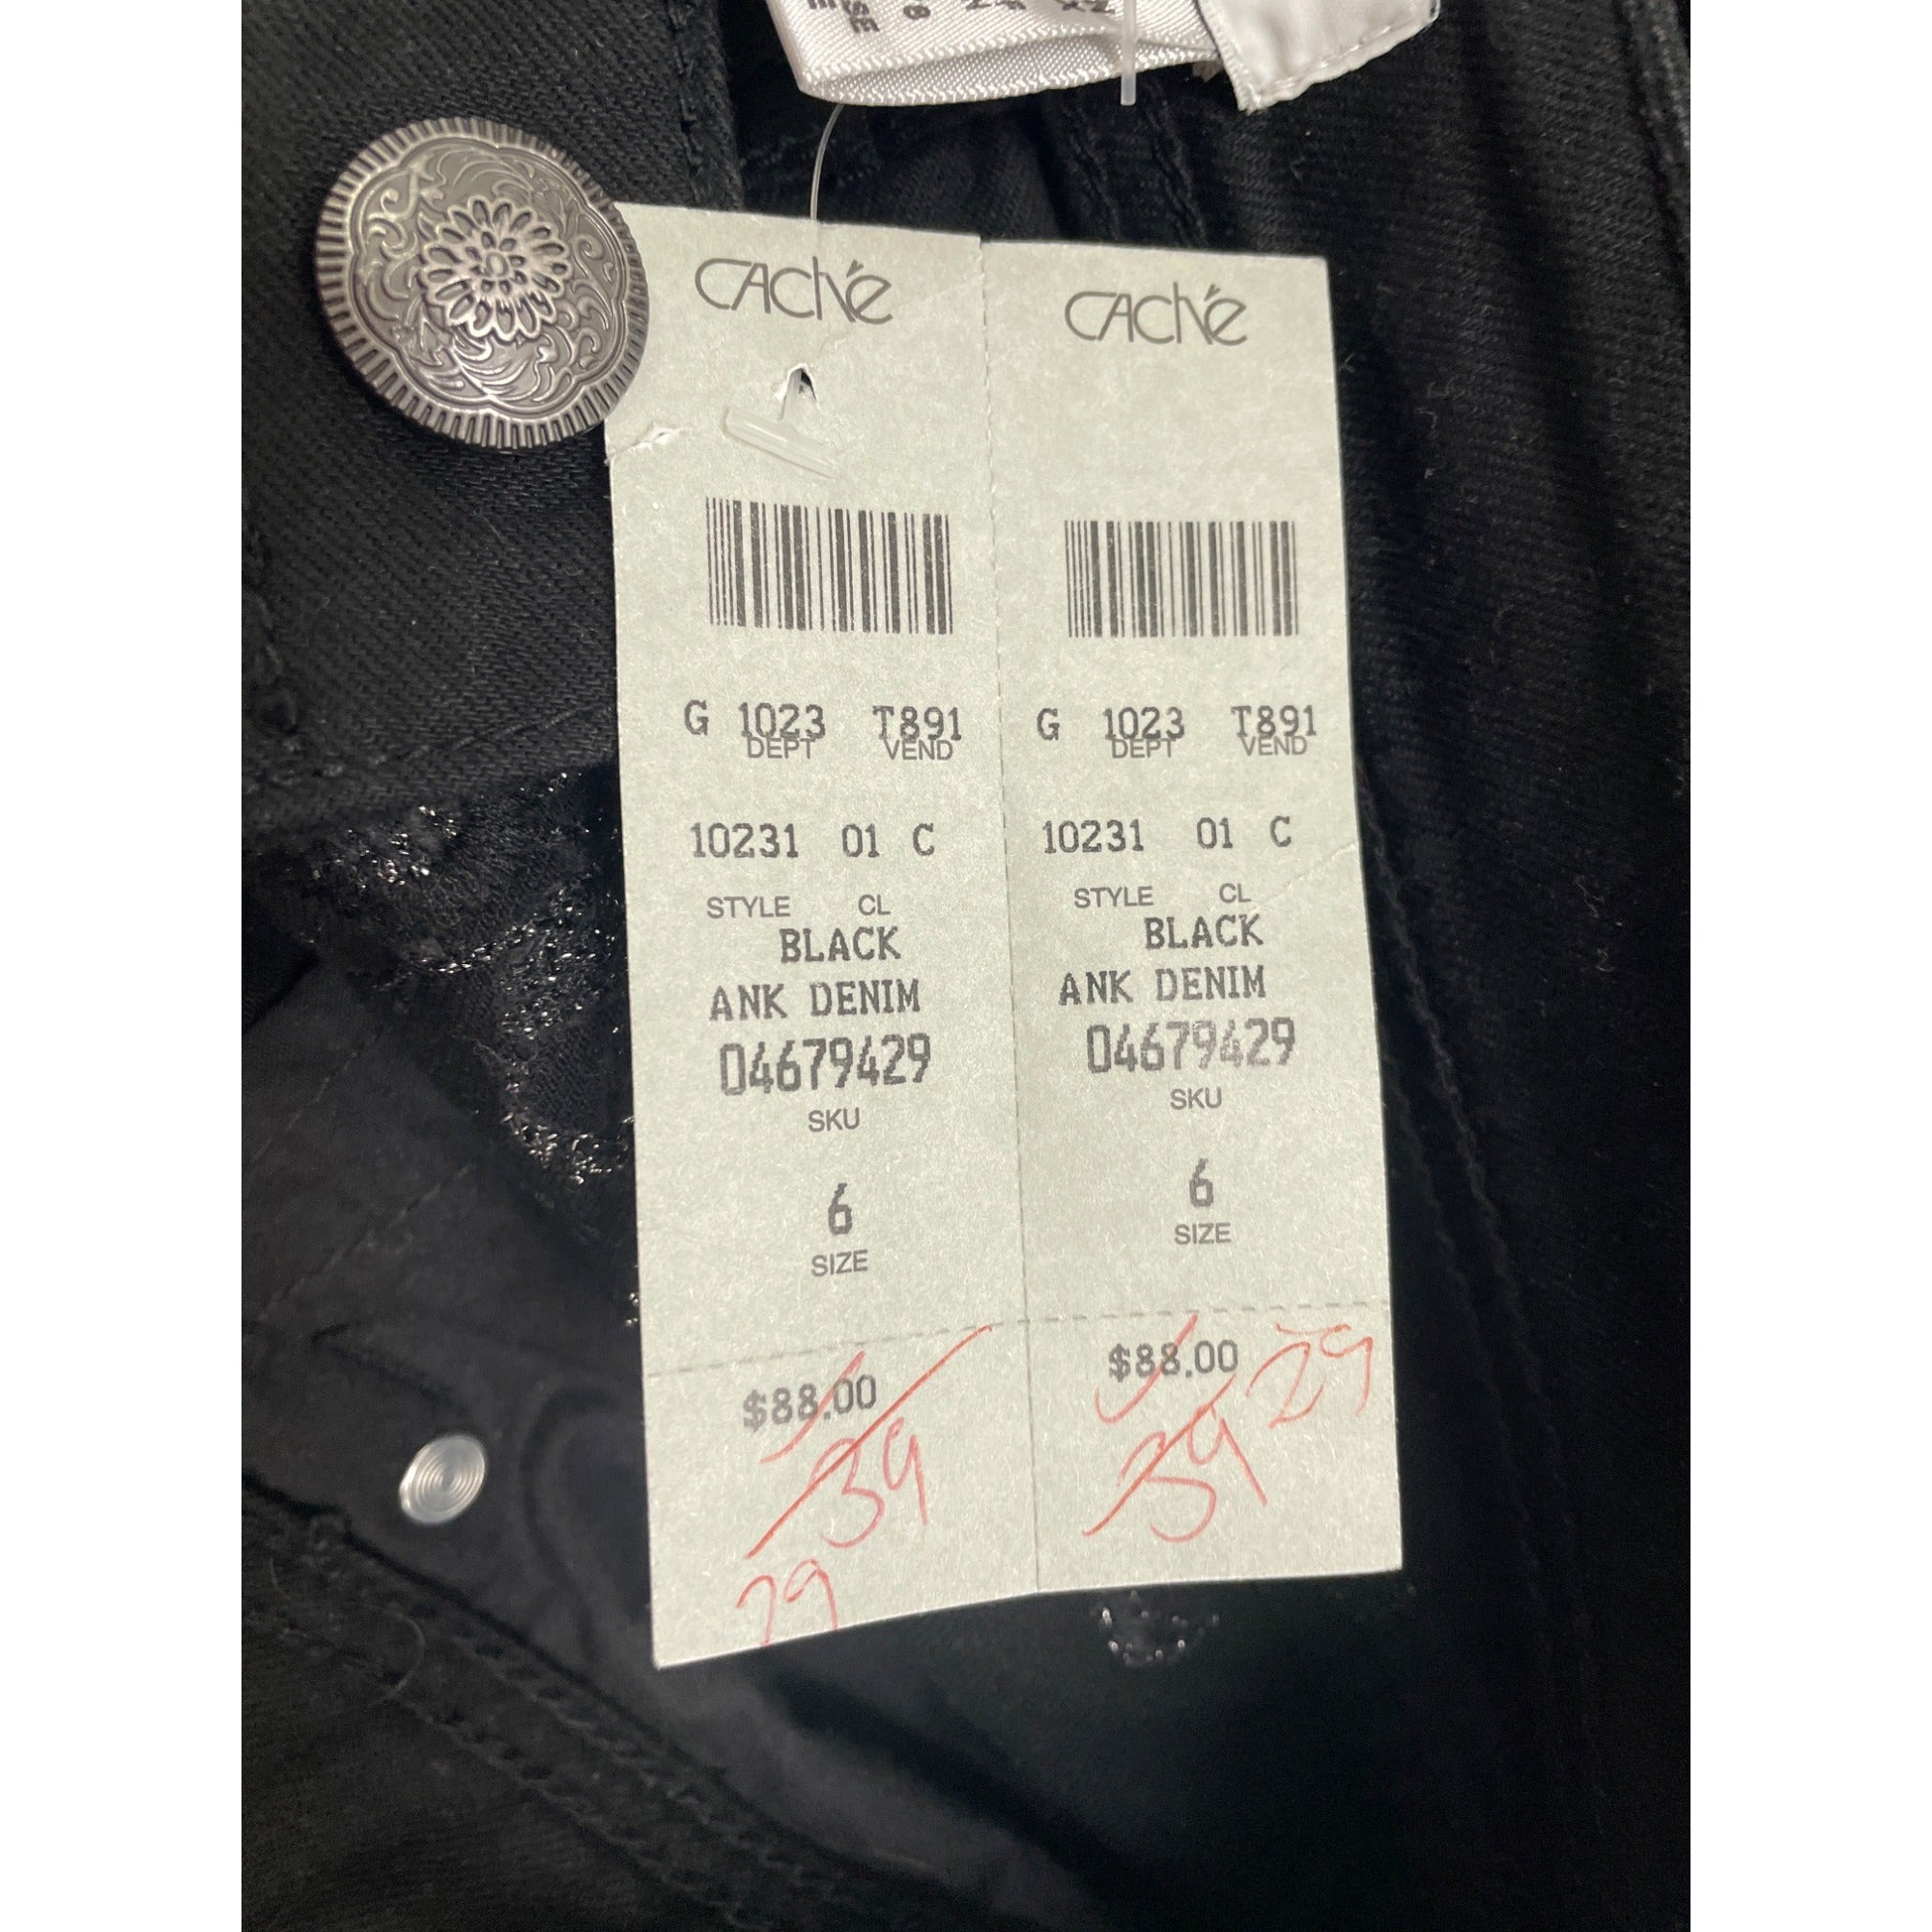 Caché
G 1023 T891
DEPT VEND
10231 01 C
STYLE CL
BLACK
ANK DENIM
04679429
SKU
6
SIZE
$88.00
39
29
Caché
G 1023 T891
DEPT VEND
10231 01 C
STYLE CL
BLACK
ANK DENIM
04679429
SKU
6
SIZE
$88.00 29
39